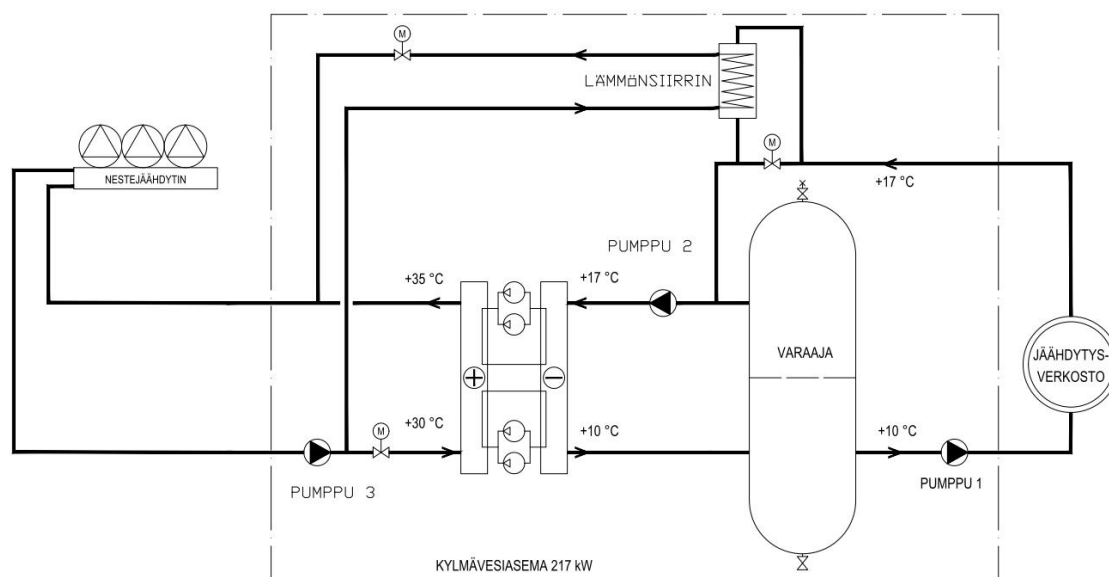 M
LÄMMÖNSIIRRIN
M
NESTEJÄÄHDYTIN
+17 °C
PUMPPU 2
+35 °C
+17 °C
VARAAJA
JÄÄHDYTYS-
VERKOSTO
M
+30 °C
+10 °C
+10 °C
PUMPPU 3
PUMPPU 1
KYLMÄVESIASEMA 217 kW